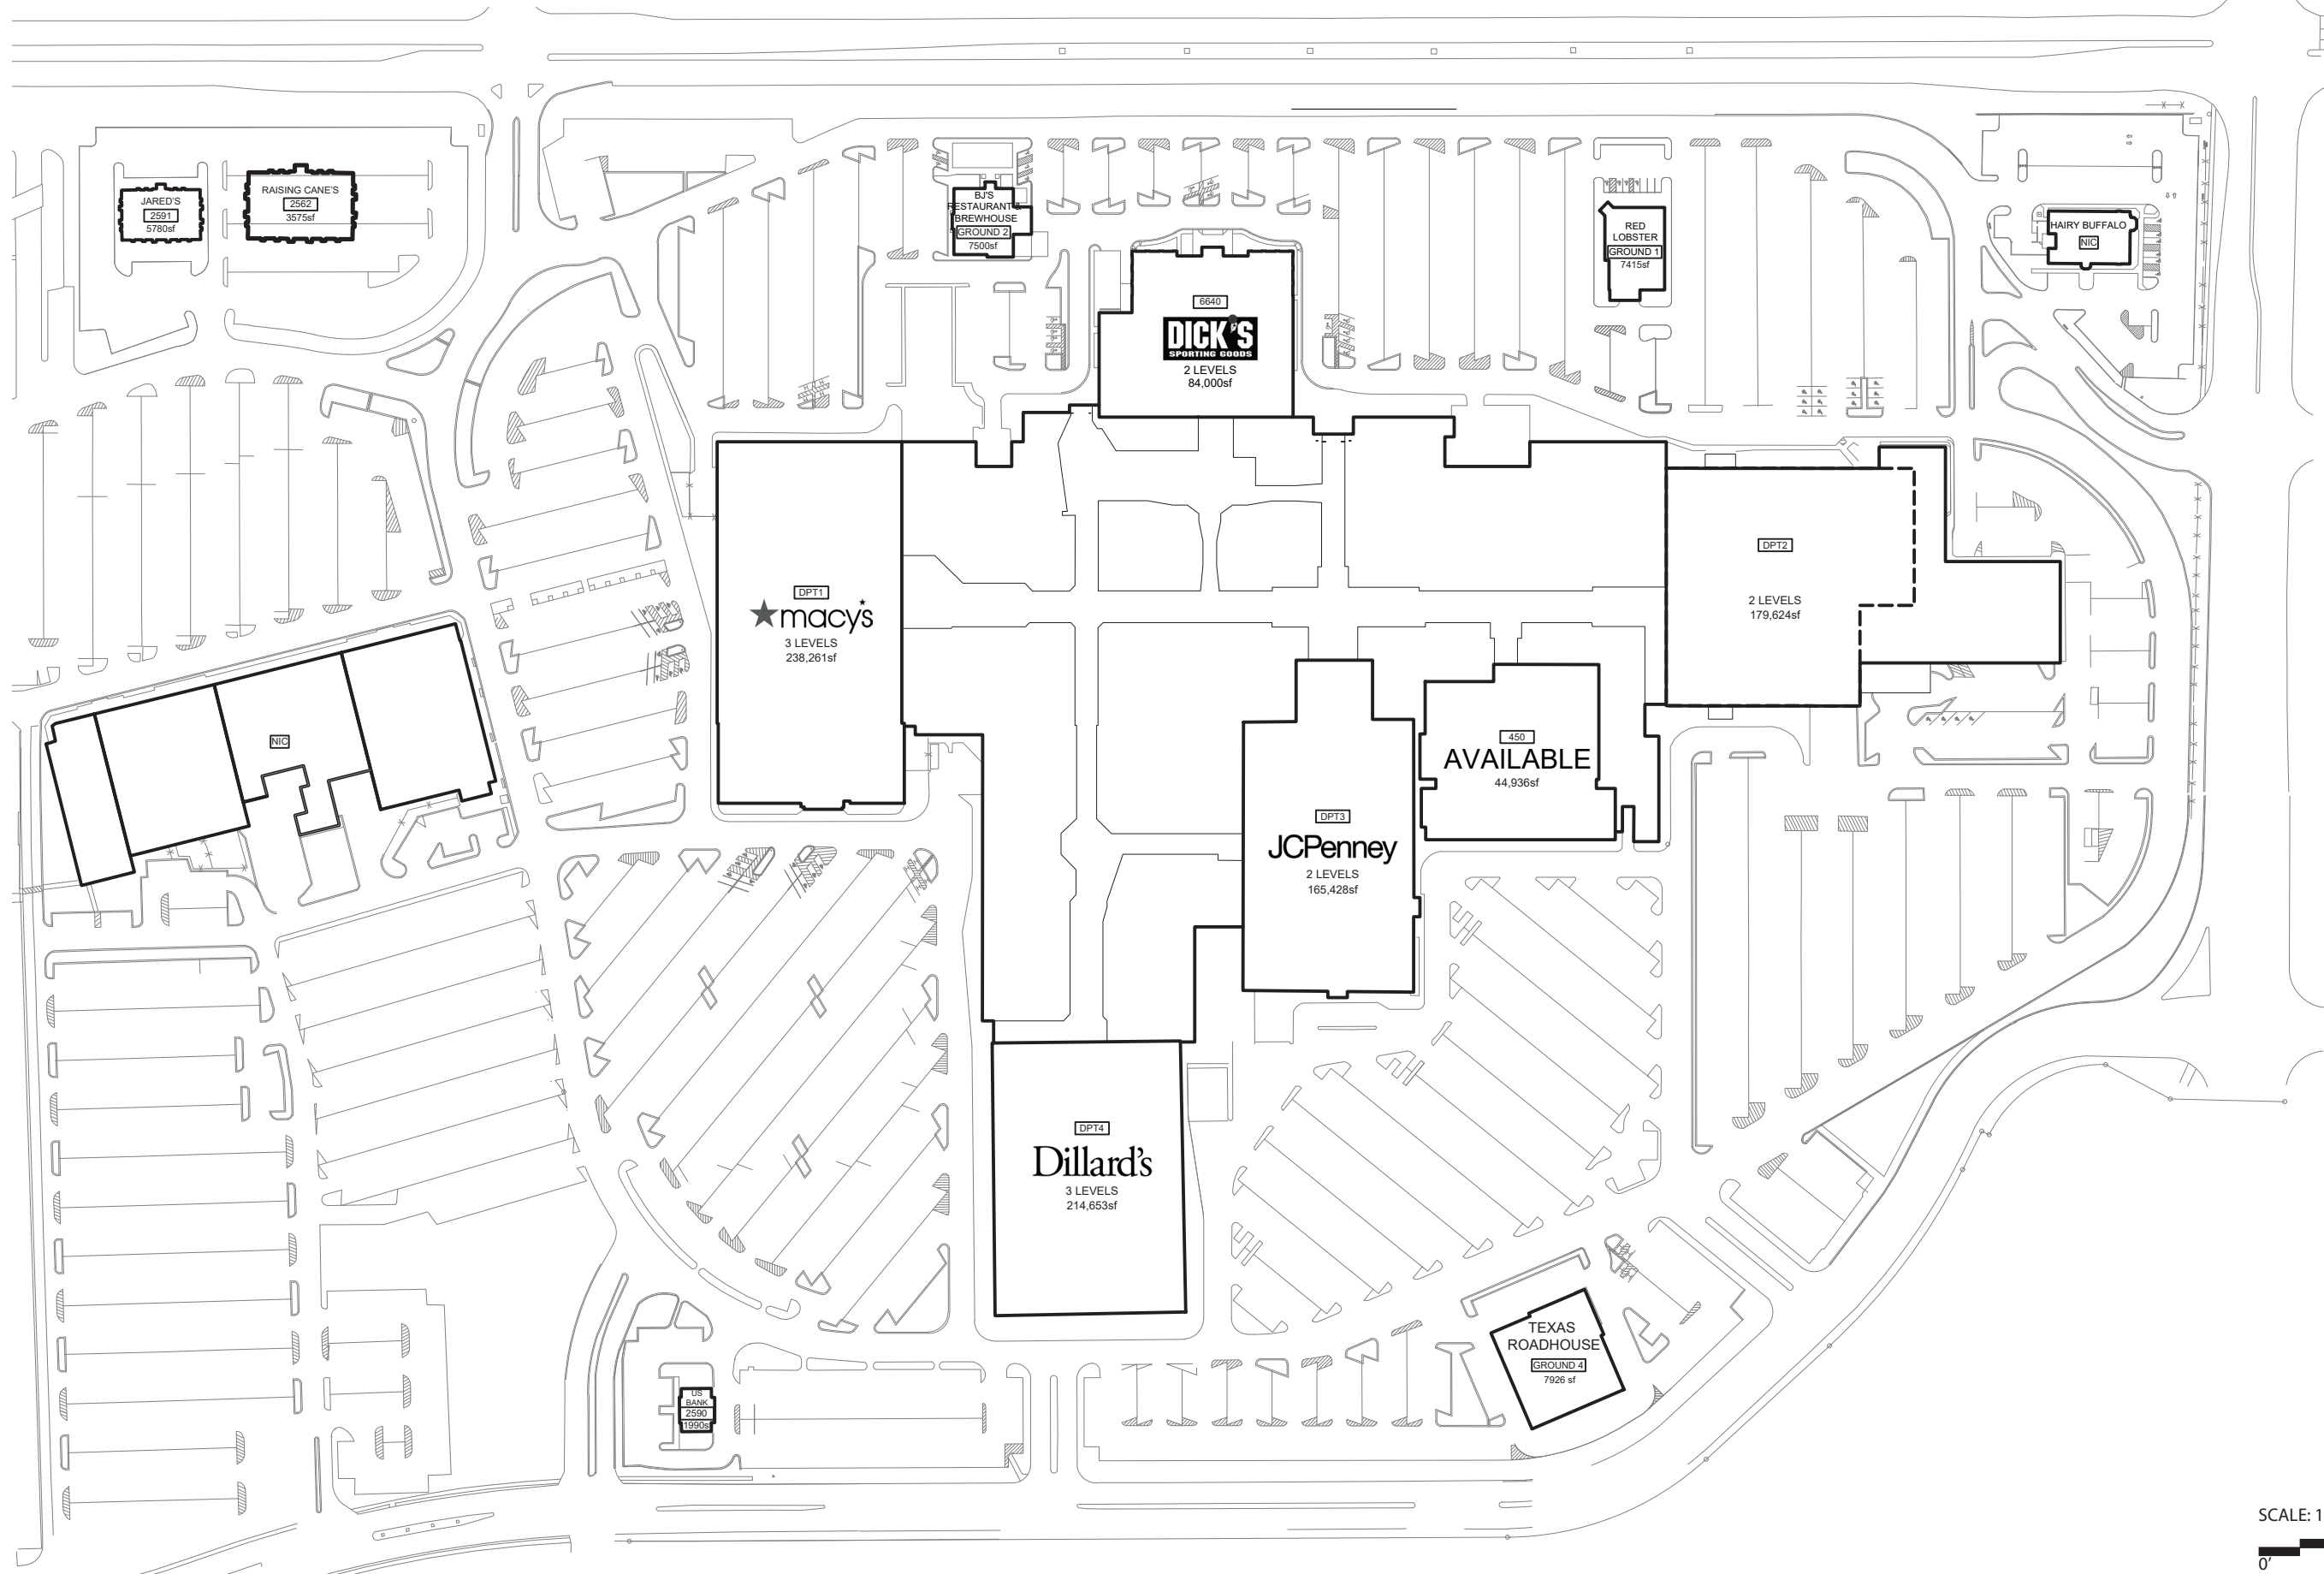 JARED'S
2591
5780sf
RAISING CANE'S
2562
3575sf
BJ'S
RESTAURANT &
BREWHOUSE
GROUND 2
7500sf
RED
LOBSTER
GROUND 1
7415sf
HAIRY BUFFALO
NIC
6640
DICK'S
SPORTING GOODS
2 LEVELS
84,000sf
DPT1
macy's
3 LEVELS
238,261sf
DPT2
2 LEVELS
179,624sf
NIC
450
AVAILABLE
44,936sf
DPT3
JCPenney
2 LEVELS
165,428sf
DPT4
Dillard's
3 LEVELS
214,653sf
TEXAS
ROADHOUSE
GROUND 4
7926 sf
US
BANK
2590
1990sf
SCALE: 1
0'